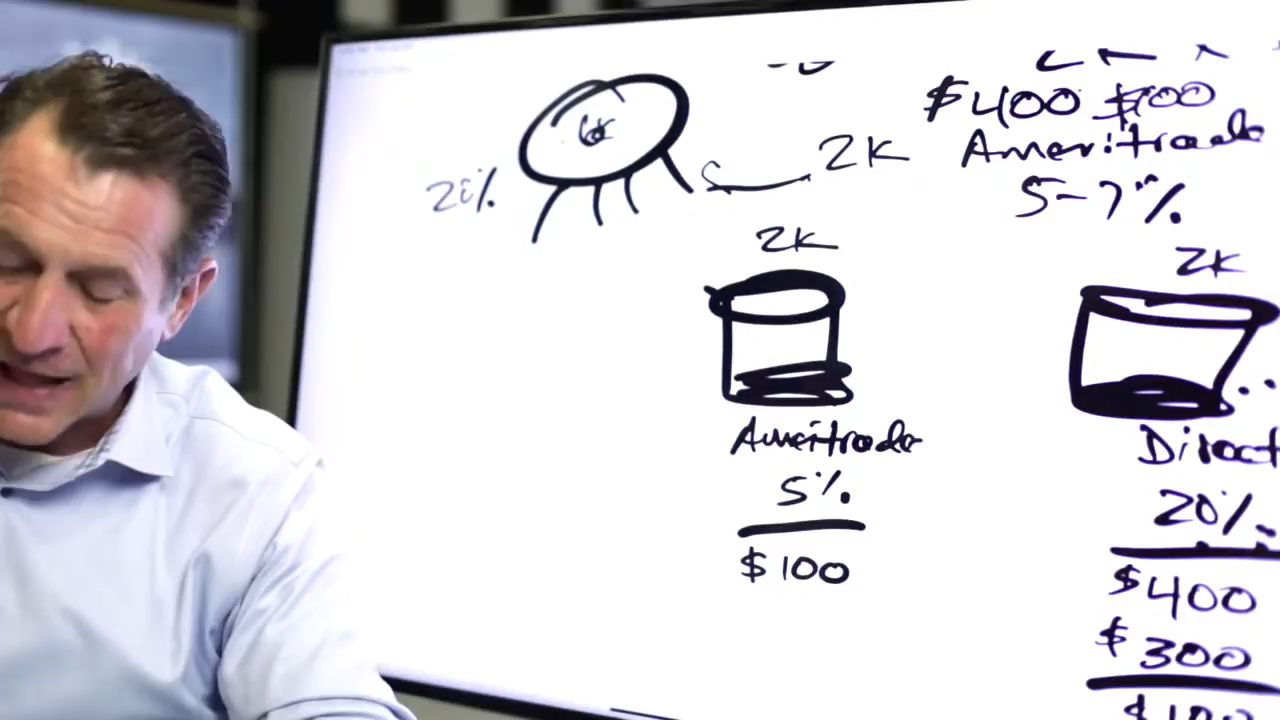 20%
2K
$400 $100
Ameritrade
5-7%
2K
Ameritrade
5%
$100
2K
Direct
20%
$400
$300